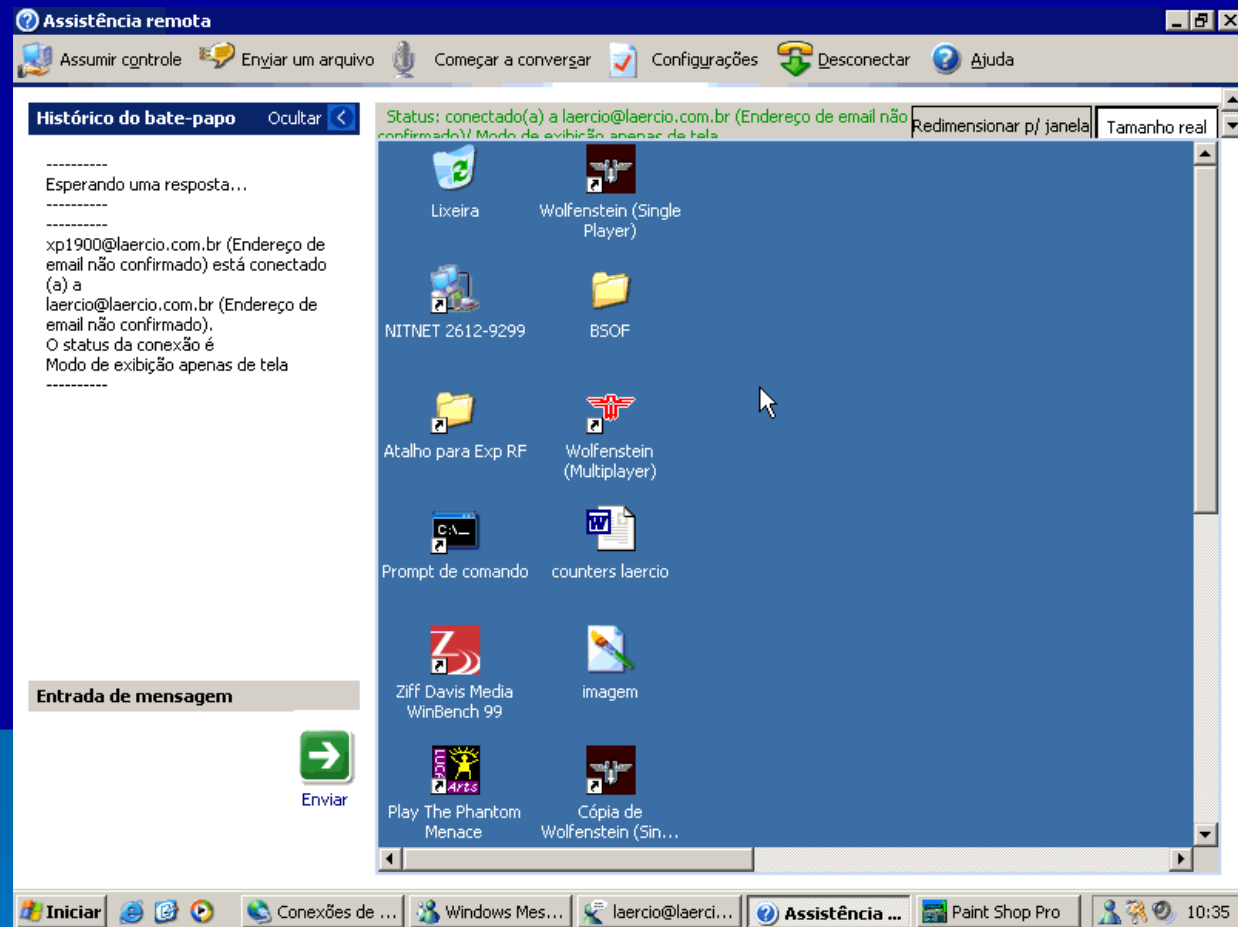 Assistência remota
Assumir controle
Enviar um arquivo
Começar a conversar
Configurações
Desconectar
Ajuda
Histórico do bate-papo
Ocultar
----------
Esperando uma resposta...
----------
----------
xp1900@laercio.com.br (Endereço de
email não confirmado) está conectado
(a) a
laercio@laercio.com.br (Endereço de
email não confirmado).
O status da conexão é
Modo de exibição apenas de tela
----------
Entrada de mensagem
Enviar
Status: conectado(a) a laercio@laercio.com.br (Endereço de email não
confirmado)/ Modo de exibição apenas de tela
Redimensionar p/ janela
Tamanho real
Lixeira
Wolfenstein (Single
Player)
NITNET 2612-9299
BSOF
Atalho para Exp RF
Wolfenstein
(Multiplayer)
C:\_
Prompt de comando
W
counters laercio
Z
Ziff Davis Media
WinBench 99
imagem
LUCAS
Arts
Play The Phantom
Menace
Cópia de
Wolfenstein (Sin...
Iniciar
Conexões de ...
Windows Mes...
laercio@laerci...
Assistência ...
Paint Shop Pro
10:35